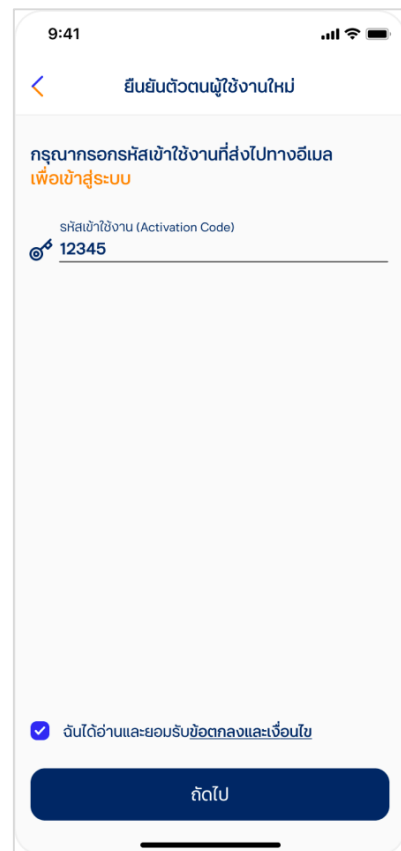 9:41
ยืนยันตัวตนผู้ใช้งานใหม่
กรุณากรอกรหัสเข้าใช้งานที่ส่งไปทางอีเมล
เพื่อเข้าสู่ระบบ
รหัสเข้าใช้งาน (Activation Code)
12345
ฉันได้อ่านและยอมรับข้อตกลงและเงื่อนไข
ถัดไป